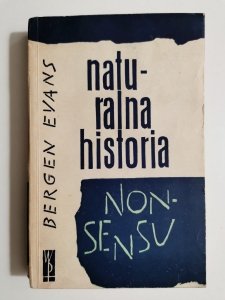 BERGEN EVANS
natu-
ralna
historia
NON-
SENSU